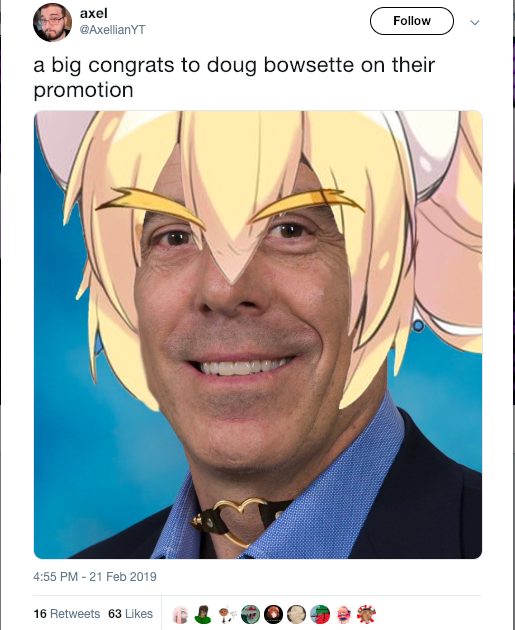 axel
@AxellianYT
Follow
a big congrats to doug bowsette on their
promotion
4:55 PM - 21 Feb 2019
16 Retweets 63 Likes